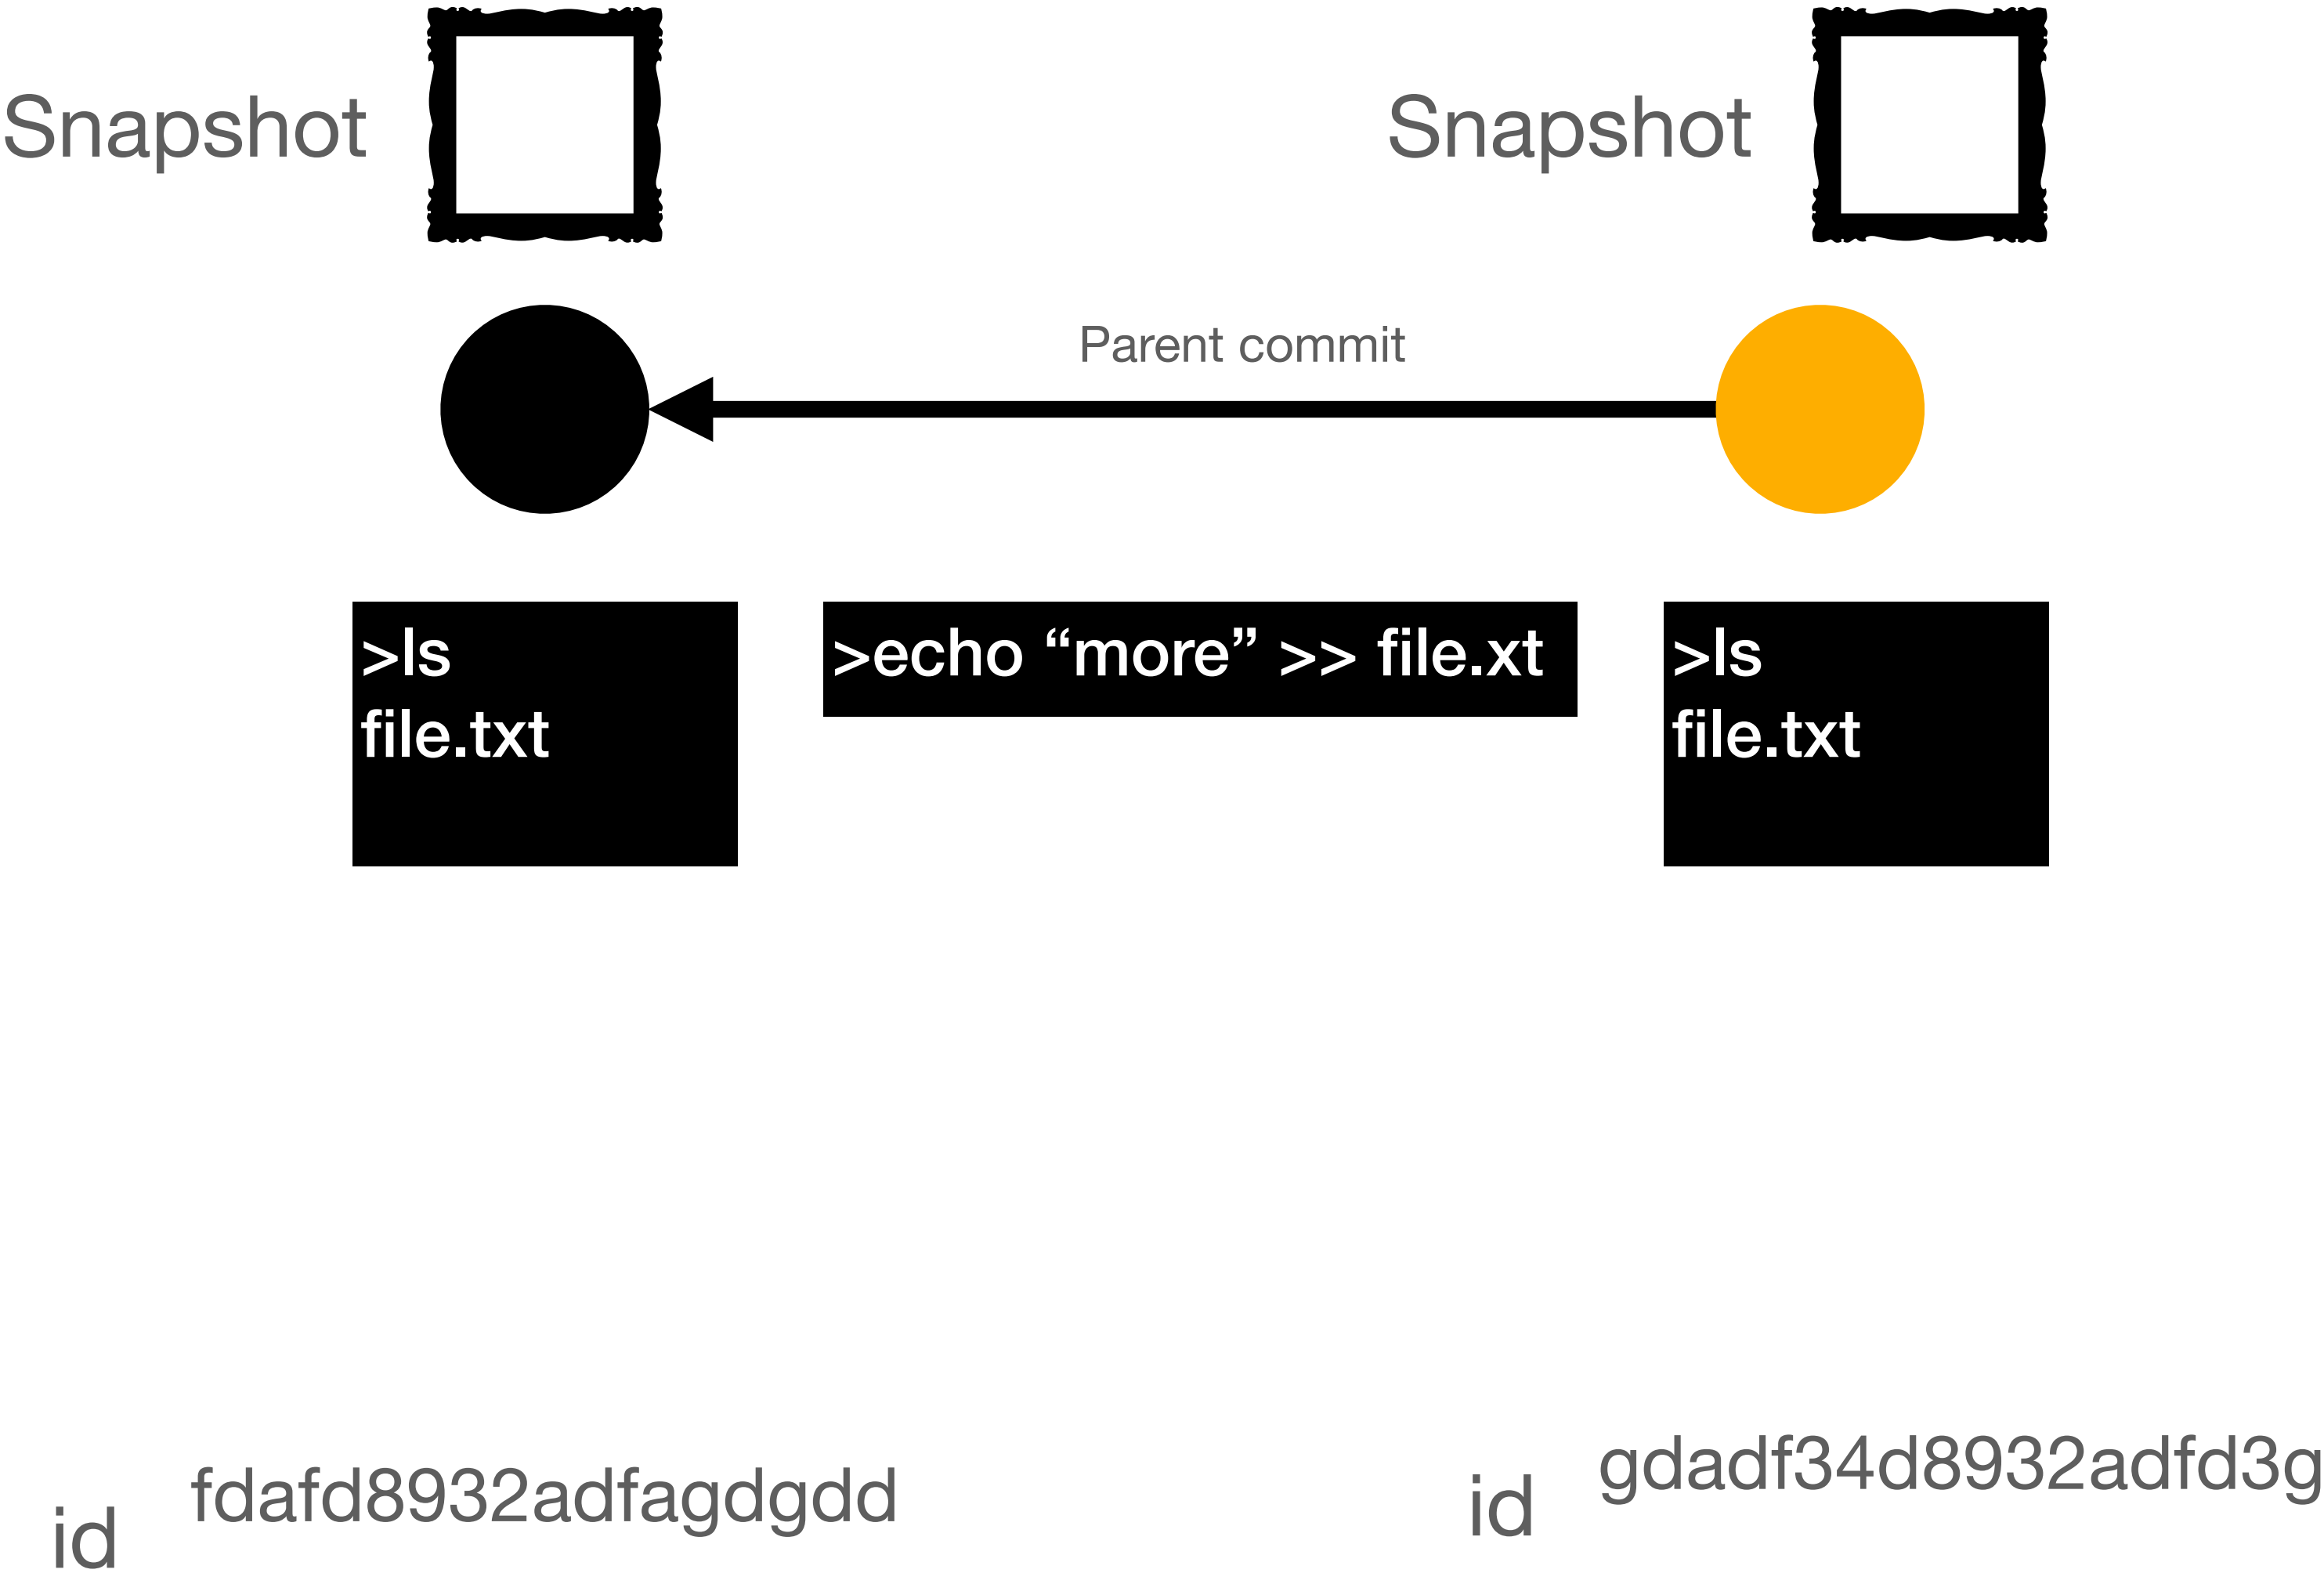 Snapshot
Snapshot
Parent commit
>ls
file.txt
>echo “more” >> file.xt
>ls
file.txt
id
fdafd8932adfagdgdd
id
gdadf34d8932adfd3g